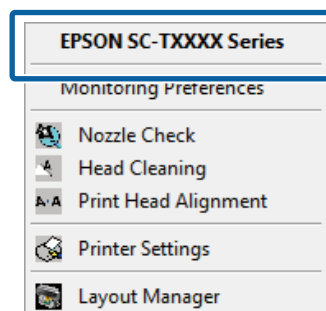 EPSON SC-TXXXX Series
Monitoring Preferences
Nozzle Check
Head Cleaning
Print Head Alignment
Printer Settings
Layout Manager